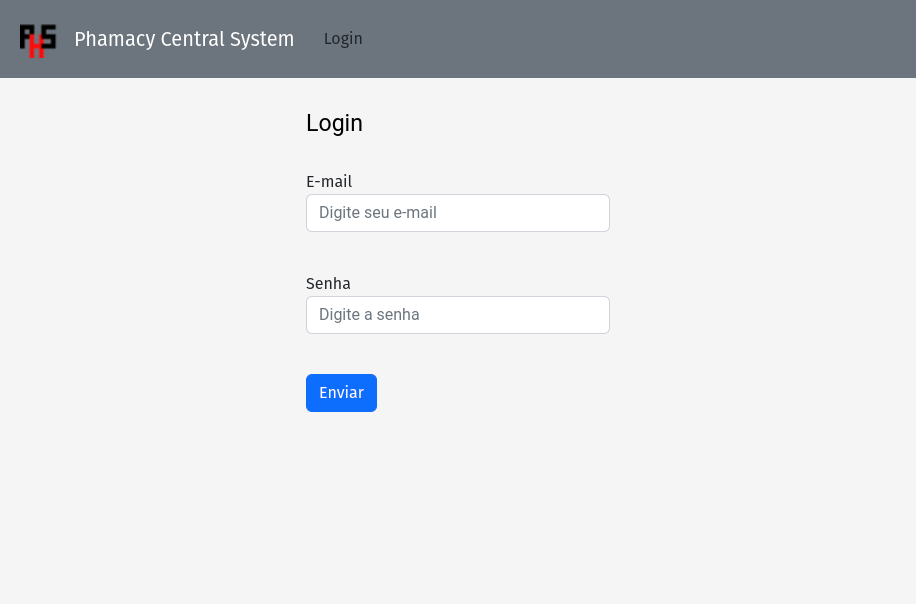 PHS
Phamacy Central System Login
Login
E-mail
Digite seu e-mail
Senha
Digite a senha
Enviar